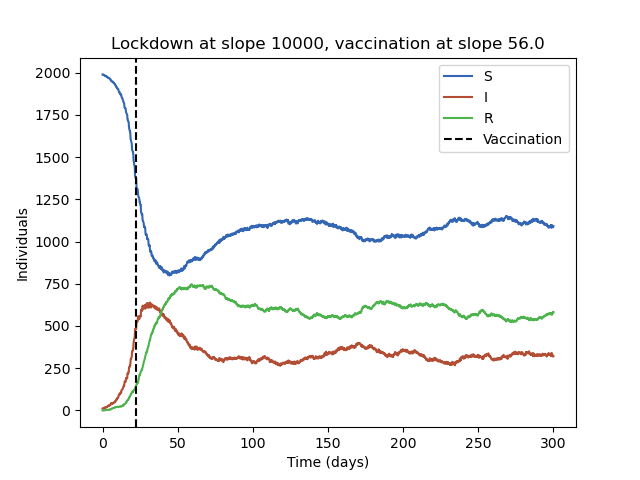 Lockdown at slope 10000, vaccination at slope 56.0
S
I
R
Vaccination
Individuals
2000
1750
1500
1250
1000
750
500
250
0
0 50 100 150 200 250 300
Time (days)